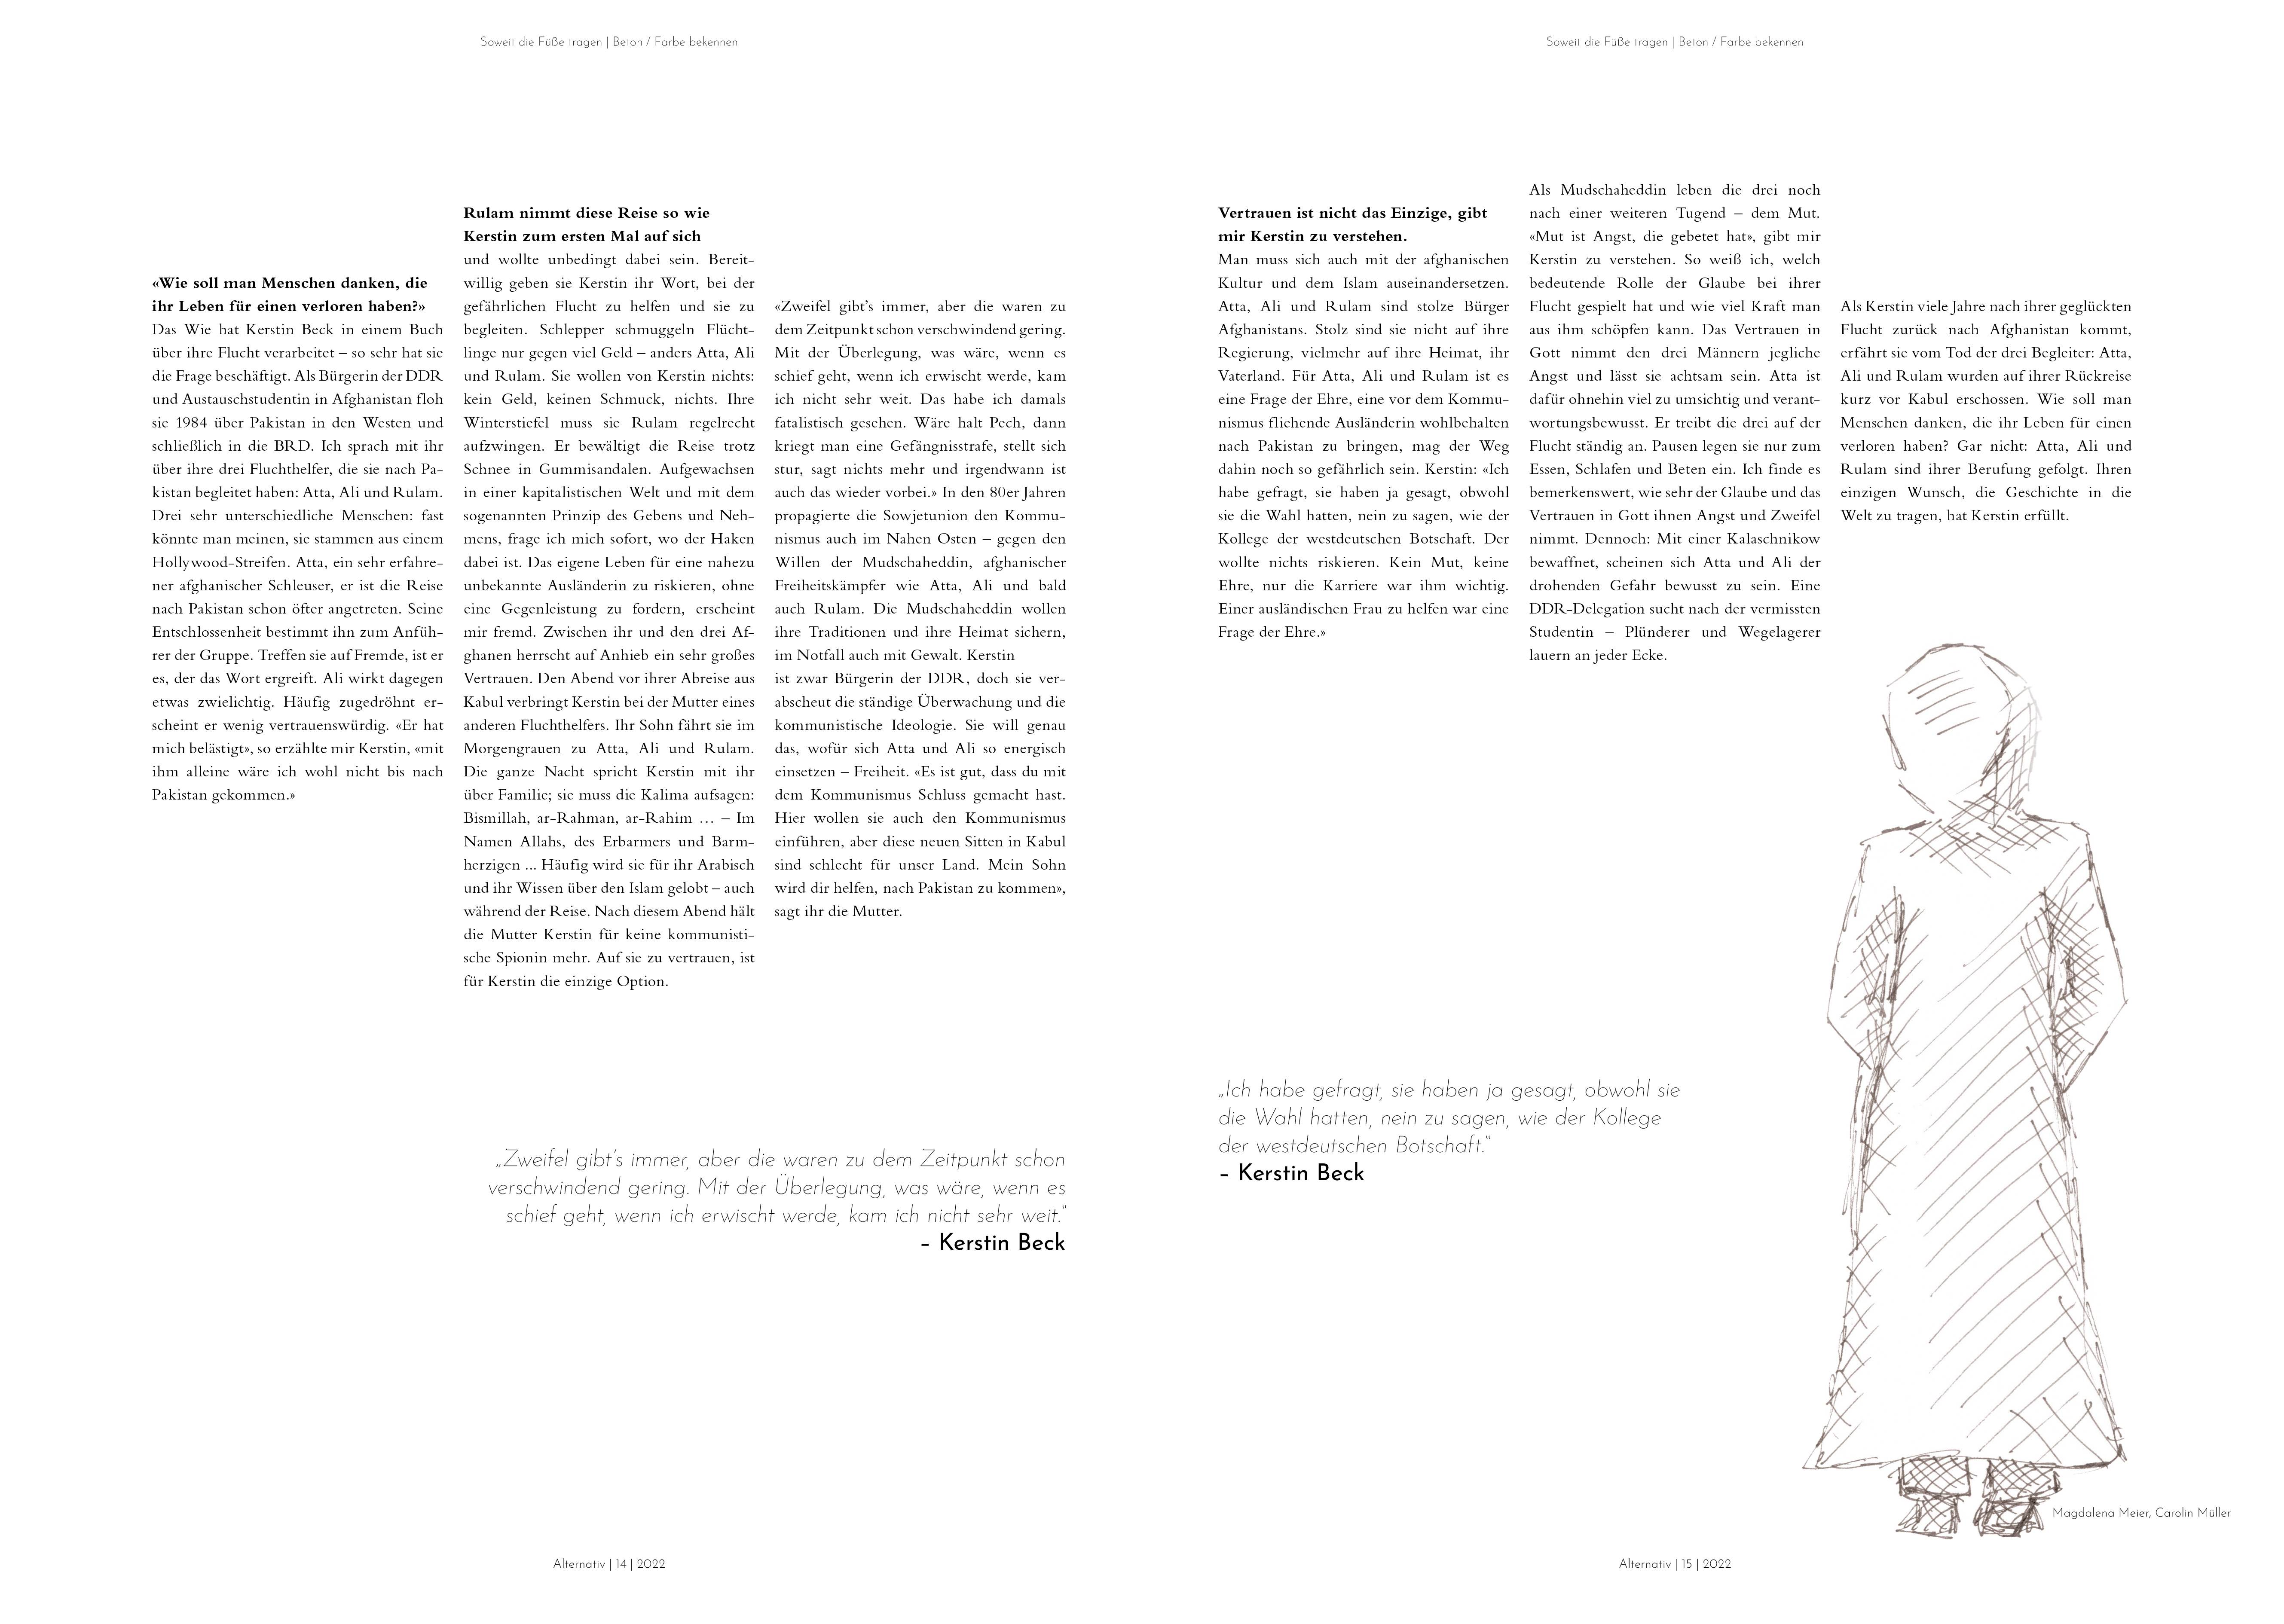 Soweit die Füße tragen | Beton / Farbe bekennen
«Wie soll man Menschen danken, die
ihr Leben für einen verloren haben?»
Das Wie hat Kerstin Beck in einem Buch
über ihre Flucht verarbeitet – so sehr hat sie
die Frage beschäftigt. Als Bürgerin der DDR
und Austauschstudentin in Afghanistan floh
sie 1984 über Pakistan in den Westen und
schließlich in die BRD. Ich sprach mit ihr
über ihre drei Fluchthelfer, die sie nach Pa-
kistan begleitet haben: Atta, Ali und Rulam.
Drei sehr unterschiedliche Menschen: fast
könnte man meinen, sie stammen aus einem
Hollywood-Streifen. Atta, ein sehr erfahre-
ner afghanischer Schleuser, er ist die Reise
nach Pakistan schon öfter angetreten. Seine
Entschlossenheit bestimmt ihn zum Anfüh-
rer der Gruppe. Treffen sie auf Fremde, ist er
es, der das Wort ergreift. Ali wirkt dagegen
etwas zwielichtig. Häufig zugedröhnt er-
scheint er wenig vertrauenswürdig. «Er hat
mich belästigt», so erzählte mir Kerstin, «mit
ihm alleine wäre ich wohl nicht bis nach
Pakistan gekommen.»
Rulam nimmt diese Reise so wie
Kerstin zum ersten Mal auf sich
und wollte unbedingt dabei sein. Bereit-
willig geben sie Kerstin ihr Wort, bei der
gefährlichen Flucht zu helfen und sie zu
begleiten. Schlepper schmuggeln Flücht-
linge nur gegen viel Geld – anders Atta, Ali
und Rulam. Sie wollen von Kerstin nichts:
kein Geld, keinen Schmuck, nichts. Ihre
Winterstiefel muss sie Rulam regelrecht
aufzwingen. Er bewältigt die Reise trotz
Schnee in Gummisandalen. Aufgewachsen
in einer kapitalistischen Welt und mit dem
sogenannten Prinzip des Gebens und Neh-
mens, frage ich mich sofort, wo der Haken
dabei ist. Das eigene Leben für eine nahezu
unbekannte Ausländerin zu riskieren, ohne
eine Gegenleistung zu fordern, erscheint
mir fremd. Zwischen ihr und den drei Af-
ghanen herrscht auf Anhieb ein sehr großes
Vertrauen. Den Abend vor ihrer Abreise aus
Kabul verbringt Kerstin bei der Mutter eines
anderen Fluchthelfers. Ihr Sohn fährt sie im
Morgengrauen zu Atta, Ali und Rulam.
Die ganze Nacht spricht Kerstin mit ihr
über Familie; sie muss die Kalima aufsagen:
Bismillah, ar-Rahman, ar-Rahim … – Im
Namen Allahs, des Erbarmers und Barm-
herzigen ... Häufig wird sie für ihr Arabisch
und ihr Wissen über den Islam gelobt – auch
während der Reise. Nach diesem Abend hält
die Mutter Kerstin für keine kommunisti-
sche Spionin mehr. Auf sie zu vertrauen, ist
für Kerstin die einzige Option.
«Zweifel gibt's immer, aber die waren zu
dem Zeitpunkt schon verschwindend gering.
Mit der Überlegung, was wäre, wenn es
schief geht, wenn ich erwischt werde, kam
ich nicht sehr weit. Das habe ich damals
fatalistisch gesehen. Wäre halt Pech, dann
kriegt man eine Gefängnisstrafe, stellt sich
stur, sagt nichts mehr und irgendwann ist
auch das wieder vorbei.» In den 80er Jahren
propagierte die Sowjetunion den Kommu-
nismus auch im Nahen Osten – gegen den
Willen der Mudschaheddin, afghanischer
Freiheitskämpfer wie Atta, Ali und bald
auch Rulam. Die Mudschaheddin wollen
ihre Traditionen und ihre Heimat sichern,
im Notfall auch mit Gewalt. Kerstin
ist zwar Bürgerin der DDR, doch sie ver-
abscheut die ständige Überwachung und die
kommunistische Ideologie. Sie will genau
das, wofür sich Atta und Ali so energisch
einsetzen – Freiheit. «Es ist gut, dass du mit
dem Kommunismus Schluss gemacht hast.
Hier wollen sie auch den Kommunismus
einführen, aber diese neuen Sitten in Kabul
sind schlecht für unser Land. Mein Sohn
wird dir helfen, nach Pakistan zu kommen»,
sagt ihr die Mutter.
„Zweifel gibt's immer, aber die waren zu dem Zeitpunkt schon
verschwindend gering. Mit der Überlegung, was wäre, wenn es
schief geht, wenn ich erwischt werde, kam ich nicht sehr weit."
– Kerstin Beck
Alternativ | 14 | 2022
Soweit die Füße tragen | Beton / Farbe bekennen
Vertrauen ist nicht das Einzige, gibt
mir Kerstin zu verstehen.
Man muss sich auch mit der afghanischen
Kultur und dem Islam auseinandersetzen.
Atta, Ali und Rulam sind stolze Bürger
Afghanistans. Stolz sind sie nicht auf ihre
Regierung, vielmehr auf ihre Heimat, ihr
Vaterland. Für Atta, Ali und Rulam ist es
eine Frage der Ehre, eine vor dem Kommu-
nismus fliehende Ausländerin wohlbehalten
nach Pakistan zu bringen, mag der Weg
dahin noch so gefährlich sein. Kerstin: «Ich
habe gefragt, sie haben ja gesagt, obwohl
sie die Wahl hatten, nein zu sagen, wie der
Kollege der westdeutschen Botschaft. Der
wollte nichts riskieren. Kein Mut, keine
Ehre, nur die Karriere war ihm wichtig.
Einer ausländischen Frau zu helfen war eine
Frage der Ehre.»
Als Mudschaheddin leben die drei noch
nach einer weiteren Tugend – dem Mut.
«Mut ist Angst, die gebetet hat», gibt mir
Kerstin zu verstehen. So weiß ich, welch
bedeutende Rolle der Glaube bei ihrer
Flucht gespielt hat und wie viel Kraft man
aus ihm schöpfen kann. Das Vertrauen in
Gott nimmt den drei Männern jegliche
Angst und lässt sie achtsam sein. Atta ist
dafür ohnehin viel zu umsichtig und verant-
wortungsbewusst. Er treibt die drei auf der
Flucht ständig an. Pausen legen sie nur zum
Essen, Schlafen und Beten ein. Ich finde es
bemerkenswert, wie sehr der Glaube und das
Vertrauen in Gott ihnen Angst und Zweifel
nimmt. Dennoch: Mit einer Kalaschnikow
bewaffnet, scheinen sich Atta und Ali der
drohenden Gefahr bewusst zu sein. Eine
DDR-Delegation sucht nach der vermissten
Studentin – Plünderer und Wegelagerer
lauern an jeder Ecke.
Als Kerstin viele Jahre nach ihrer geglückten
Flucht zurück nach Afghanistan kommt,
erfährt sie vom Tod der drei Begleiter: Atta,
Ali und Rulam wurden auf ihrer Rückreise
kurz vor Kabul erschossen. Wie soll man
Menschen danken, die ihr Leben für einen
verloren haben? Gar nicht: Atta, Ali und
Rulam sind ihrer Berufung gefolgt. Ihren
einzigen Wunsch, die Geschichte in die
Welt zu tragen, hat Kerstin erfüllt.
„Ich habe gefragt, sie haben ja gesagt, obwohl sie
die Wahl hatten, nein zu sagen, wie der Kollege
der westdeutschen Botschaft."
– Kerstin Beck
Magdalena Meier, Carolin Müller
Alternativ | 15 | 2022